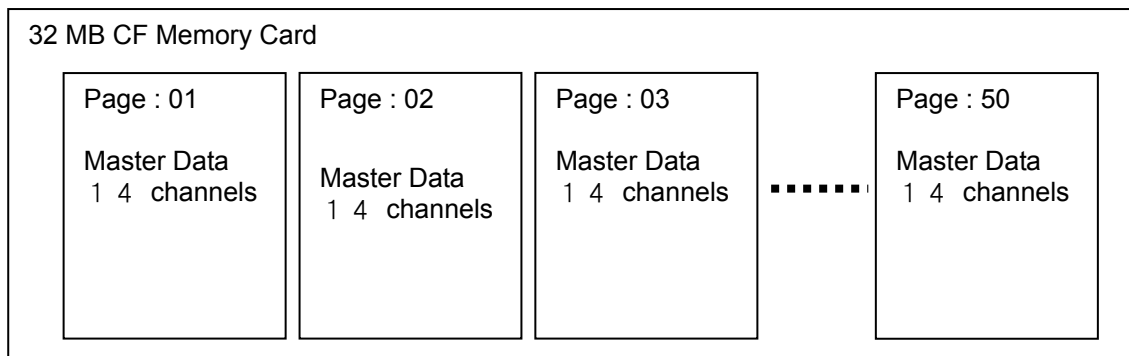 32 MB CF Memory Card
Page : 01
Master Data
１４ channels
Page : 02
Master Data
１４ channels
Page : 03
Master Data
１４ channels
Page : 50
Master Data
１４ channels